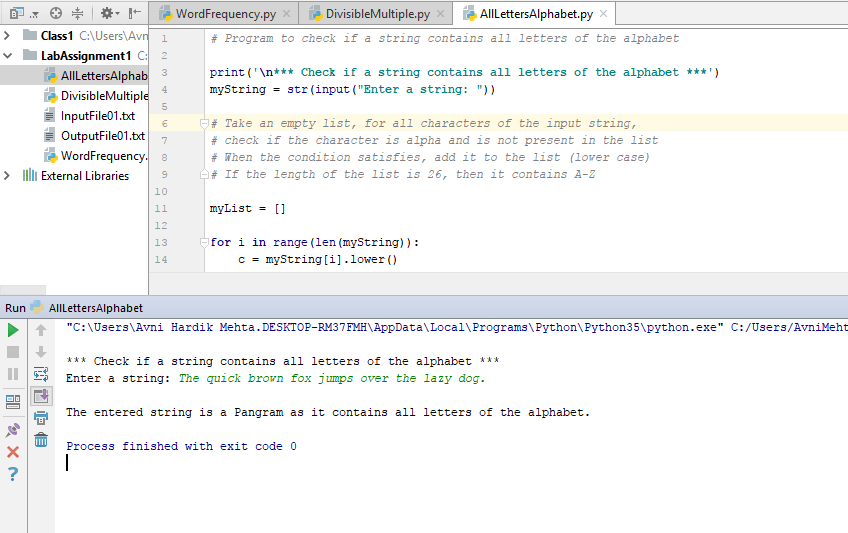 WordFrequency.py
DivisibleMultiple.py
AllLettersAlphabet.py
Class1 C:\Users\Avn
LabAssignment1 C:
AllLettersAlphab
DivisibleMultiple
InputFile01.txt
OutputFile01.txt
WordFrequency.
External Libraries
1 # Program to check if a string contains all letters of the alphabet
2
3 print('\n*** Check if a string contains all letters of the alphabet ***')
4 myString = str(input("Enter a string: "))
5
6 # Take an empty list, for all characters of the input string,
7 # check if the character is alpha and is not present in the list
8 # When the condition satisfies, add it to the list (lower case)
9 # If the length of the list is 26, then it contains A-Z
10
11 myList = []
12
13 for i in range(len(myString)):
14 c = myString[i].lower()
Run AllLettersAlphabet
"C:\Users\Avni Hardik Mehta.DESKTOP-RM37FMH\AppData\Local\Programs\Python\Python35\python.exe" C:/Users/AvniMeht
*** Check if a string contains all letters of the alphabet ***
Enter a string: The quick brown fox jumps over the lazy dog.
The entered string is a Pangram as it contains all letters of the alphabet.
Process finished with exit code 0